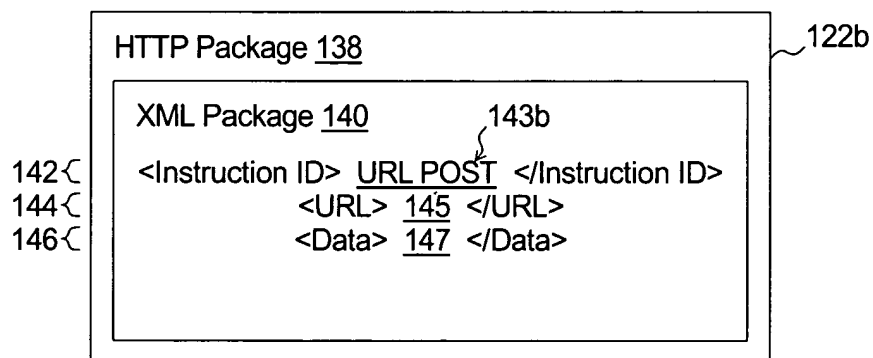 HTTP Package 138
122b
XML Package 140
143b
142 { <Instruction ID> URL POST </Instruction ID>
144 { <URL> 145 </URL>
146 { <Data> 147 </Data>